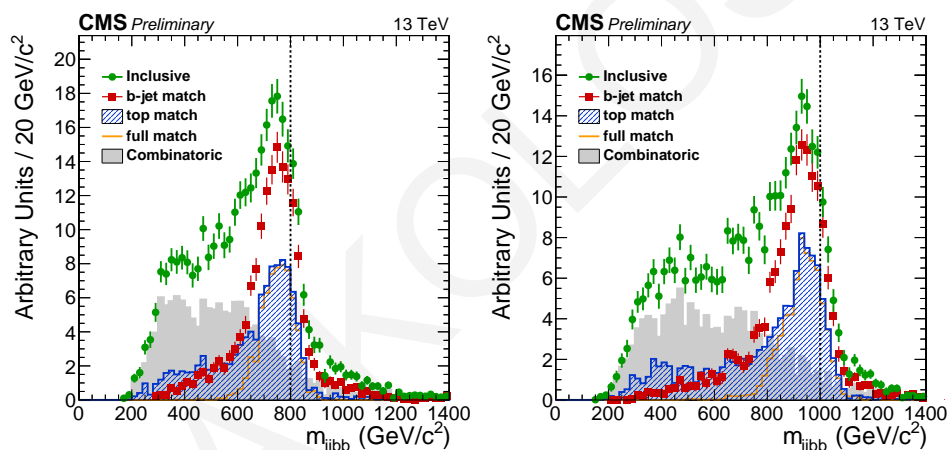 CMS Preliminary 13 TeV
Arbitrary Units / 20 GeV/c²
20
18
16
14
12
10
8
6
4
2
0
Inclusive
b-jet match
top match
full match
Combinatoric
0 200 400 600 800 1000 1200 1400
m_jjbb (GeV/c²)
CMS Preliminary 13 TeV
Arbitrary Units / 20 GeV/c²
16
14
12
10
8
6
4
2
0
Inclusive
b-jet match
top match
full match
Combinatoric
0 200 400 600 800 1000 1200 1400
m_jjbb (GeV/c²)